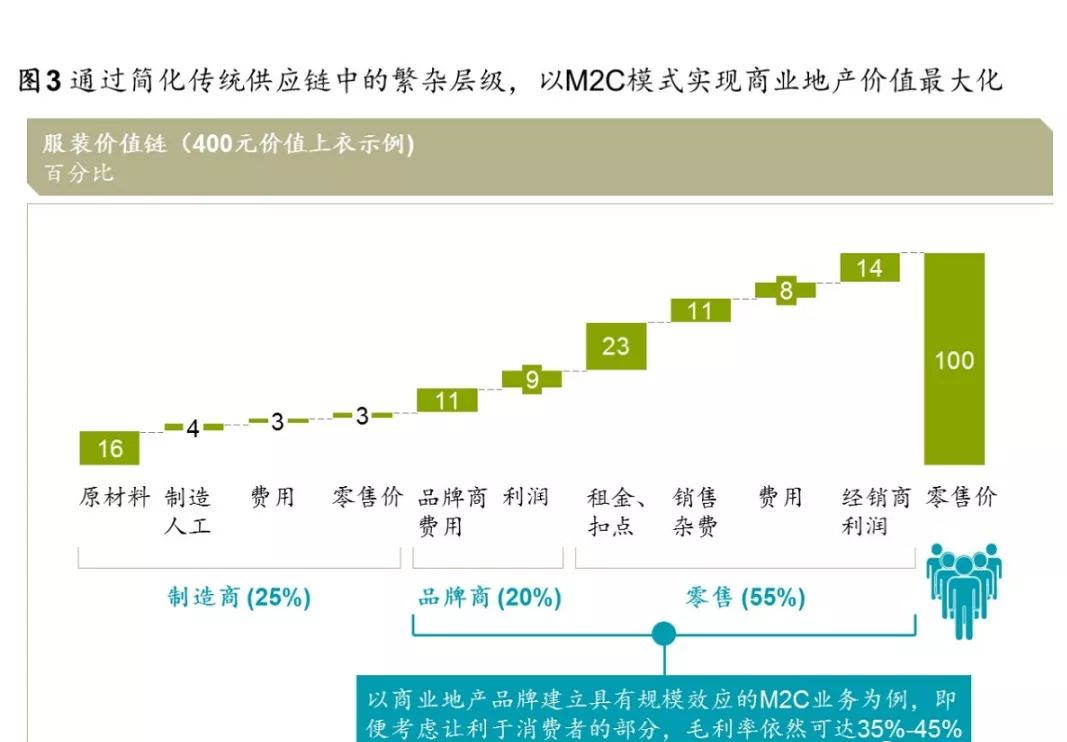 图3 通过简化传统供应链中的繁杂层级，以M2C模式实现商业地产价值最大化
服装价值链（400元价值上衣示例)
百分比
16
4
3
3
11
9
23
11
8
14
100
原材料
制造
人工
费用
零售价
品牌商
费用
利润
租金、
扣点
销售
杂费
费用
经销商
利润
零售价
制造商 (25%)
品牌商 (20%)
零售 (55%)
以商业地产品牌建立具有规模效应的M2C业务为例，即
便考虑让利于消费者的部分，毛利率依然可达35%-45%